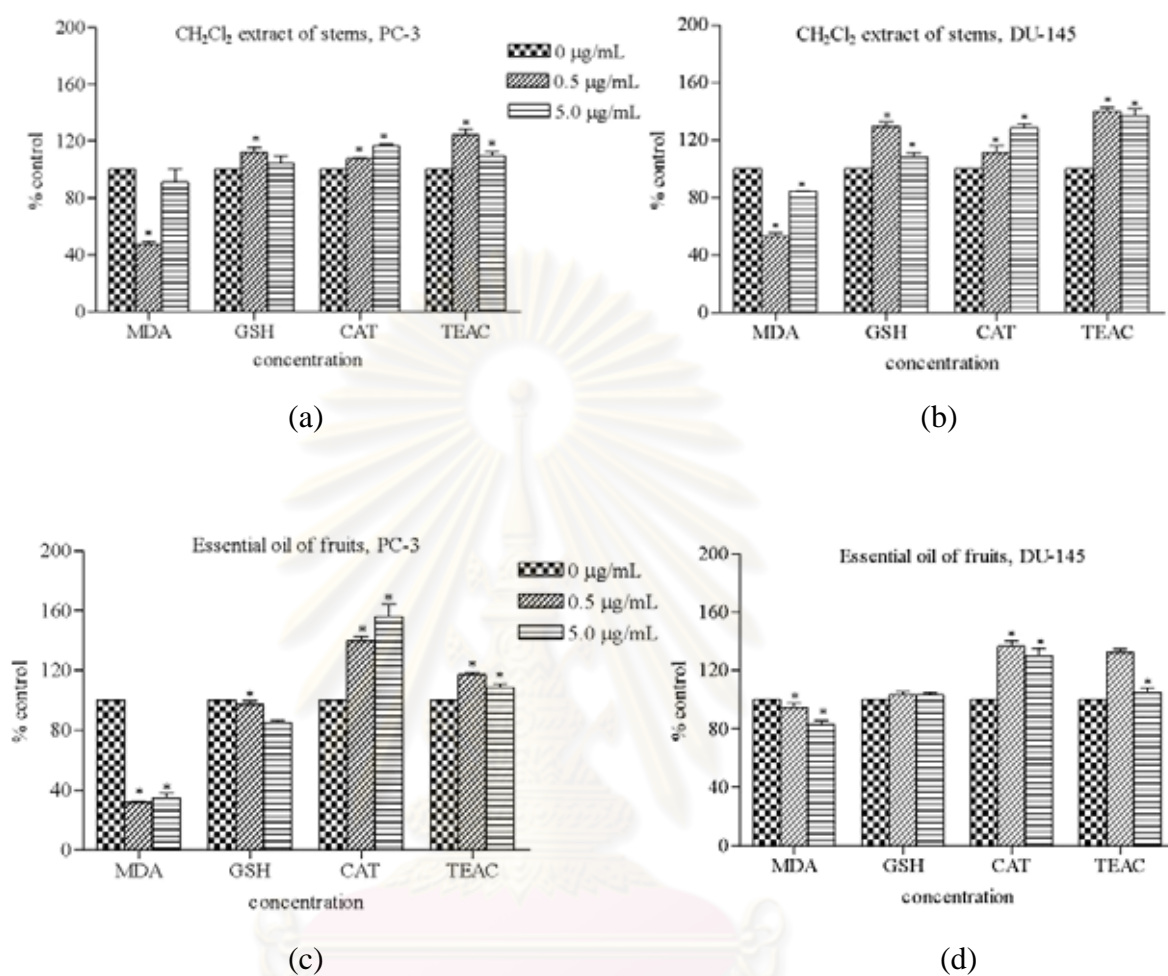 CH₂Cl₂ extract of stems, PC-3
200
160
120
80
40
0
% control
0 µg/mL
0.5 µg/mL
5.0 µg/mL
* * * * * *
MDA GSH CAT TEAC
concentration
(a)
CH₂Cl₂ extract of stems, DU-145
200
160
120
80
40
0
% control
* * * * * * * *
MDA GSH CAT TEAC
concentration
(b)
Essential oil of fruits, PC-3
200
160
120
80
40
0
% control
0 µg/mL
0.5 µg/mL
5.0 µg/mL
* * * * * * *
MDA GSH CAT TEAC
concentration
(c)
Essential oil of fruits, DU-145
200
160
120
80
40
0
% control
* * * * *
MDA GSH CAT TEAC
concentration
(d)